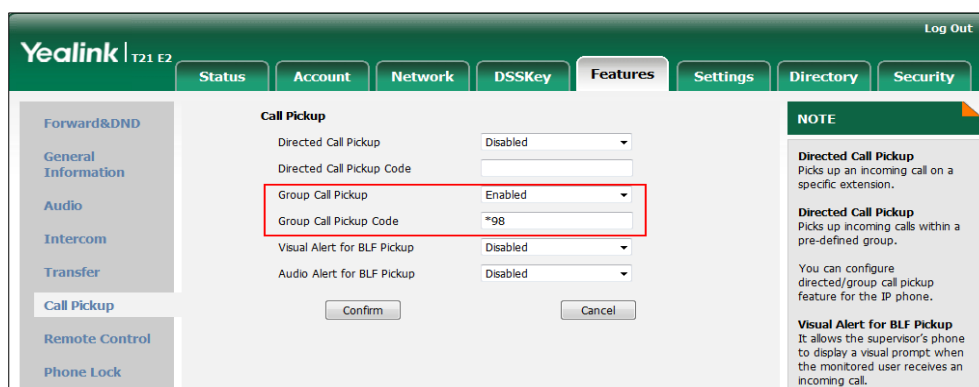 Log Out
Yealink | T21 E2
Status Account Network DSSKey Features Settings Directory Security
Forward&DND
General
Information
Audio
Intercom
Transfer
Call Pickup
Remote Control
Phone Lock
Call Pickup
Directed Call Pickup Disabled
Directed Call Pickup Code
Group Call Pickup Enabled
Group Call Pickup Code *98
Visual Alert for BLF Pickup Disabled
Audio Alert for BLF Pickup Disabled
Confirm Cancel
NOTE
Directed Call Pickup
Picks up an incoming call on a
specific extension.
Directed Call Pickup
Picks up incoming calls within a
pre-defined group.
You can configure
directed/group call pickup
feature for the IP phone.
Visual Alert for BLF Pickup
It allows the supervisor's phone
to display a visual prompt when
the monitored user receives an
incoming call.